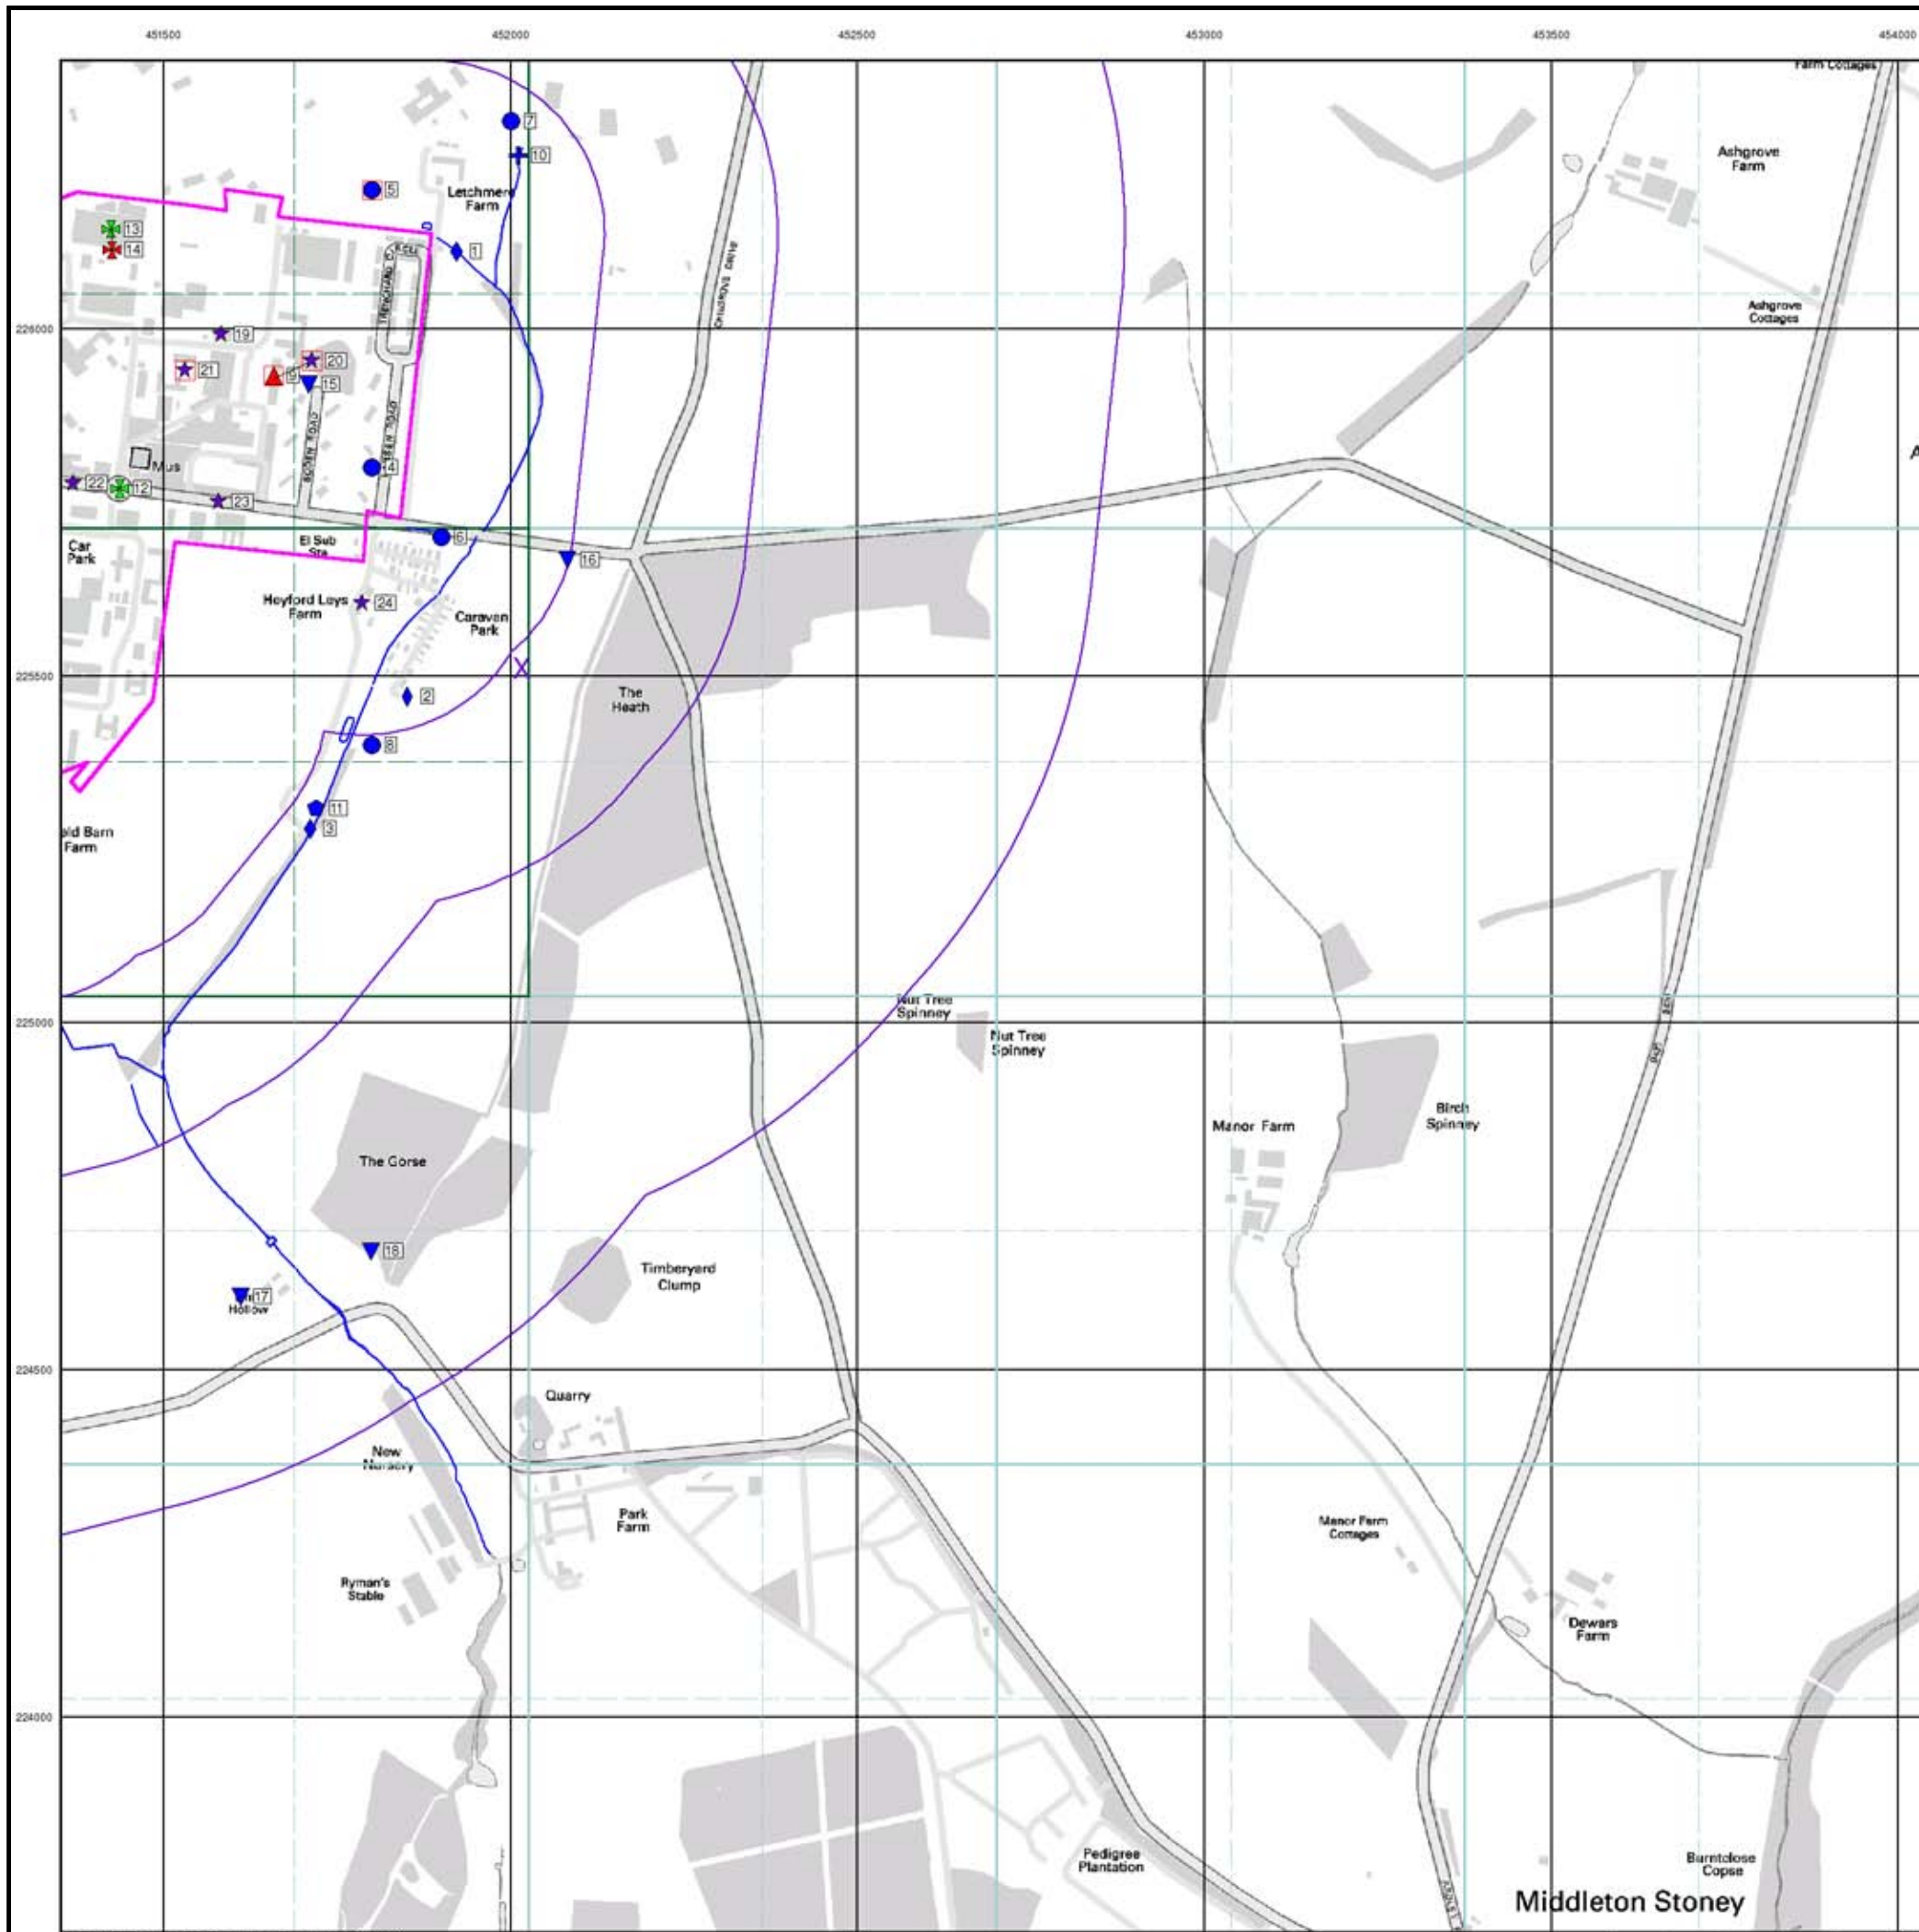 451500 452000 452500 453000 453500 454000
Farm Cottages
7
10
Ashgrove
Farm
5
Letchmere
Farm
13
14
1
Ashgrove
Cottages
226000
19
20
21
9
15
4
Mus
22
12
23
Car
Park
El Sub
Sta
6
16
Heyford Leys
Farm
24
Caravan
Park
225500
X
2
The
Heath
8
11
3
eld Barn
Farm
Nut Tree
Spinney
225000
Nut Tree
Spinney
Manor Farm
Birch
Spinney
The Gorse
18
Timberyard
Clump
17
Hollow
224500
Quarry
New
Nursery
Park
Farm
Manor Farm
Cottages
Ryman's
Stable
Dewars
Farm
224000
Pedigree
Plantation
Burntclose
Copse
Middleton Stoney